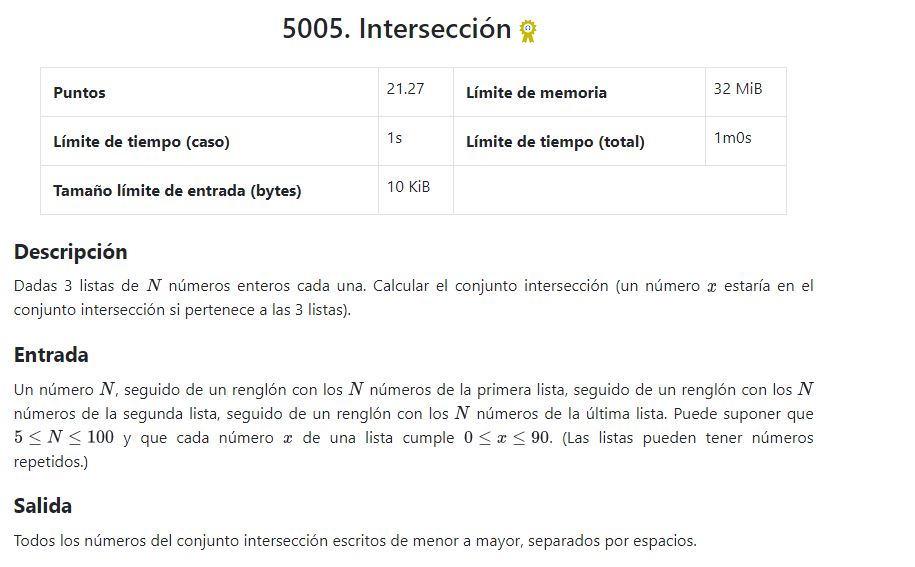 5005. Intersección
Puntos 21.27 Límite de memoria 32 MiB
Límite de tiempo (caso) 1s Límite de tiempo (total) 1m0s
Tamaño límite de entrada (bytes) 10 KiB
Descripción
Dadas 3 listas de N números enteros cada una. Calcular el conjunto intersección (un número x estaría en el
conjunto intersección si pertenece a las 3 listas).
Entrada
Un número N, seguido de un renglón con los N números de la primera lista, seguido de un renglón con los N
números de la segunda lista, seguido de un renglón con los N números de la última lista. Puede suponer que
5 ≤ N ≤ 100 y que cada número x de una lista cumple 0 ≤ x ≤ 90. (Las listas pueden tener números
repetidos.)
Salida
Todos los números del conjunto intersección escritos de menor a mayor, separados por espacios.